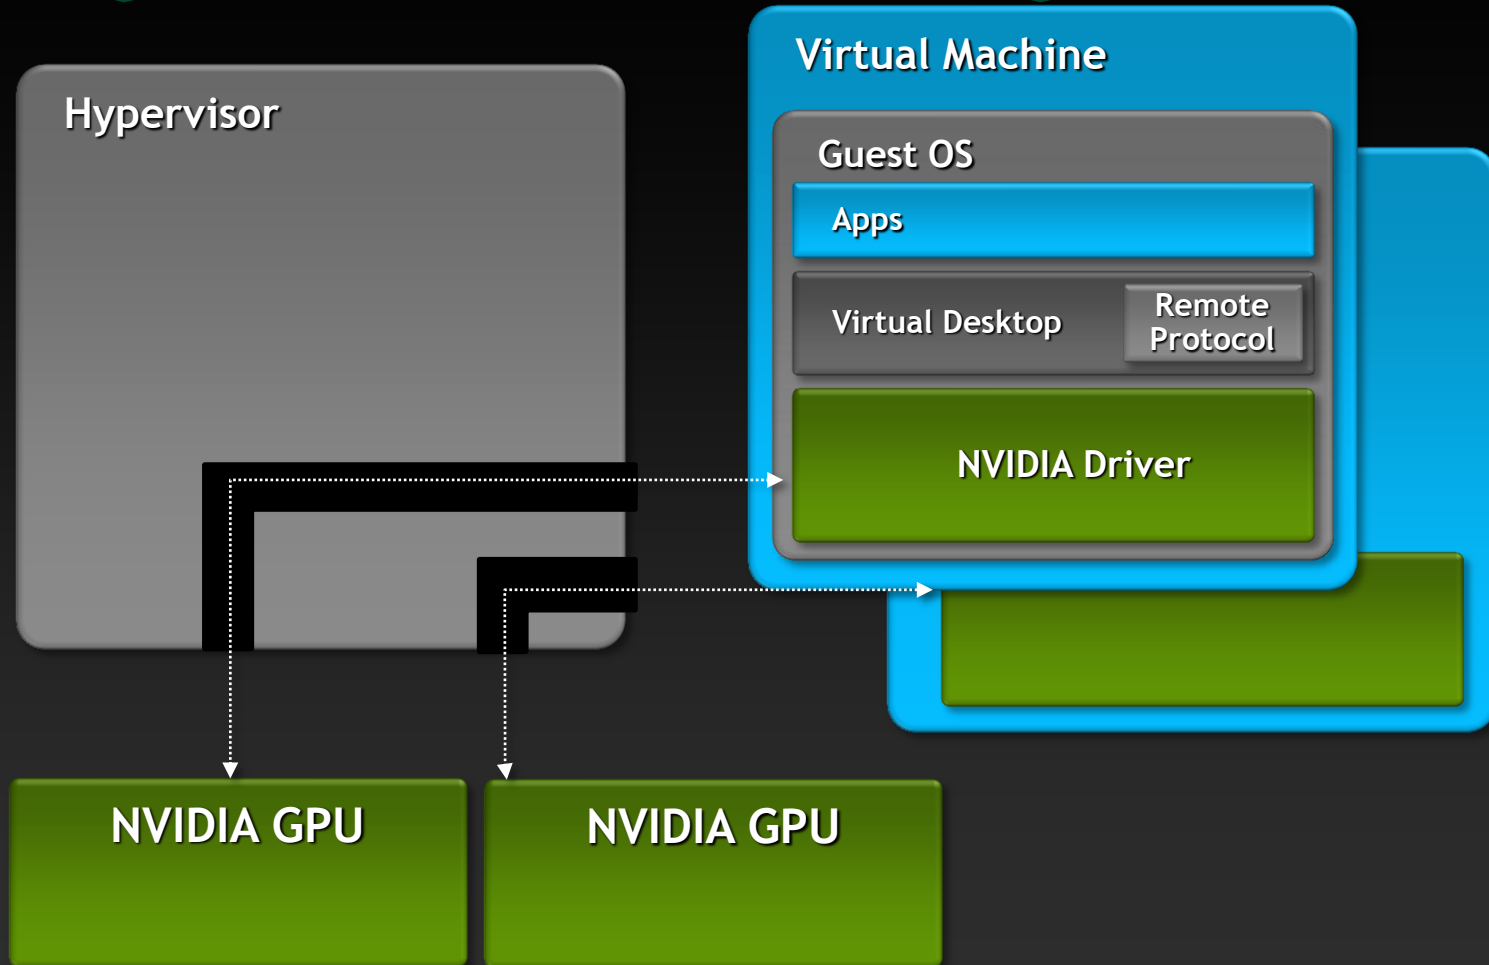 Hypervisor
Virtual Machine
Guest OS
Apps
Virtual Desktop
Remote
Protocol
NVIDIA Driver
NVIDIA GPU
NVIDIA GPU